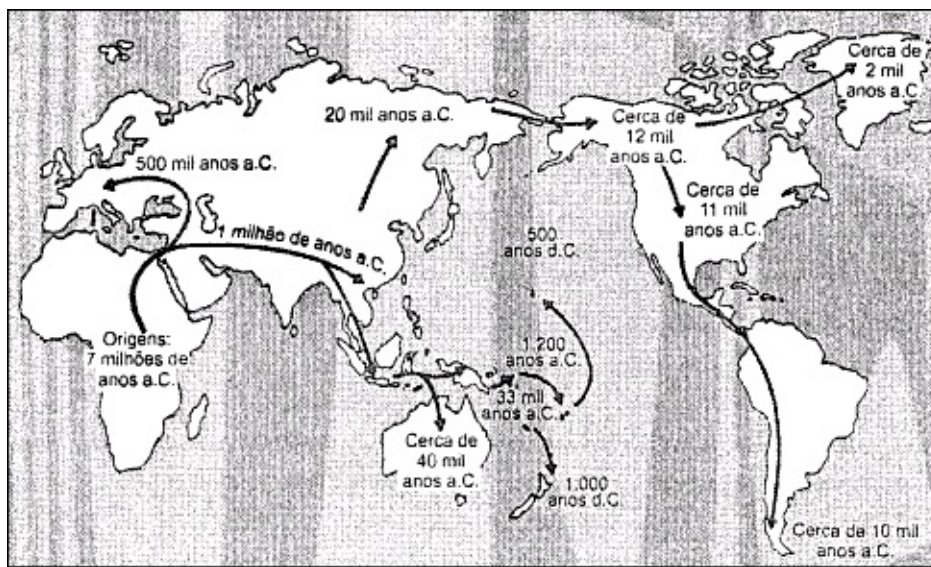 Cerca de
2 mil
anos a.C.
20 mil anos a.C.
Cerca de
12 mil
anos a.C.
500 mil anos a.C.
Cerca de
11 mil
anos a.C.
1 milhão de anos a.C.
500
anos d.C.
Origens:
7 milhões de
anos a.C.
1.200
anos a.C.
33 mil
anos a.C.
Cerca de
40 mil
anos a.C.
1.000
anos d.C.
Cerca de 10 mil
anos a.C.